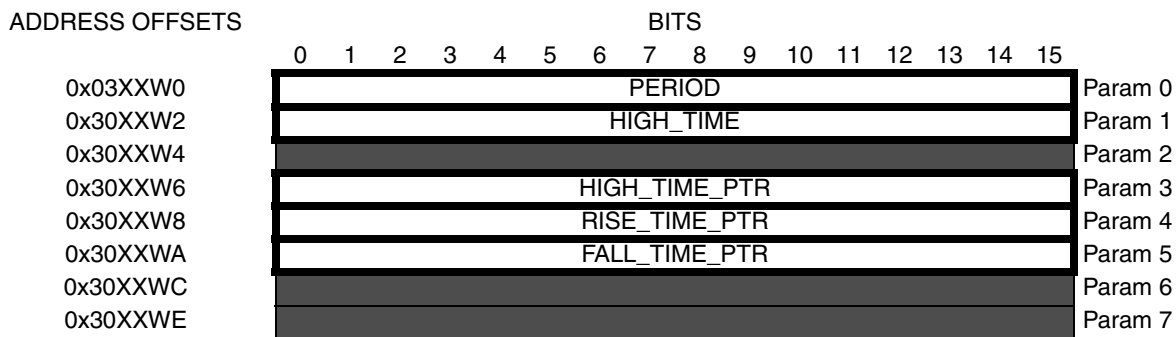 ADDRESS OFFSETS BITS
0 1 2 3 4 5 6 7 8 9 10 11 12 13 14 15
0x03XXW0 PERIOD Param 0
0x30XXW2 HIGH_TIME Param 1
0x30XXW4 Param 2
0x30XXW6 HIGH_TIME_PTR Param 3
0x30XXW8 RISE_TIME_PTR Param 4
0x30XXWA FALL_TIME_PTR Param 5
0x30XXWC Param 6
0x30XXWE Param 7